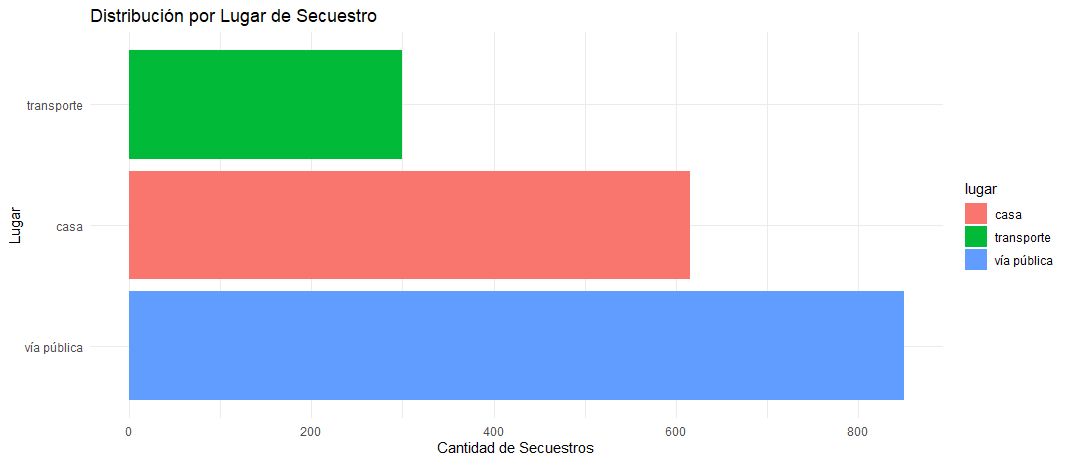 Distribución por Lugar de Secuestro
transporte
casa
vía pública
Lugar
0
200
400
600
800
Cantidad de Secuestros
lugar
casa
transporte
vía pública